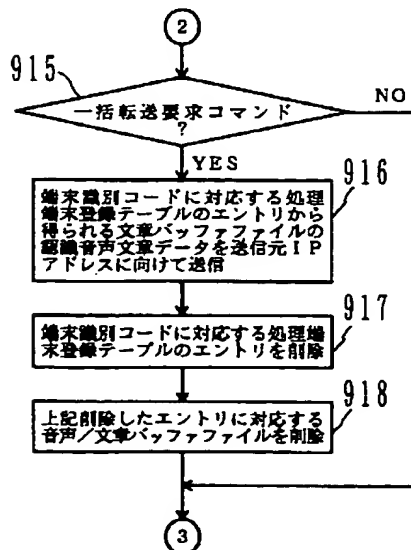 2
915
一括転送要求コマンド
?
NO
YES
916
端末識別コードに対応する処理
端末登録テーブルのエントリから
得られる文章バッファファイルの
認識音声文章データを送信元IP
アドレスに向けて送信
917
端末識別コードに対応する処理端
末登録テーブルのエントリを削除
918
上記削除したエントリに対応する
音声/文章バッファファイルを削除
3